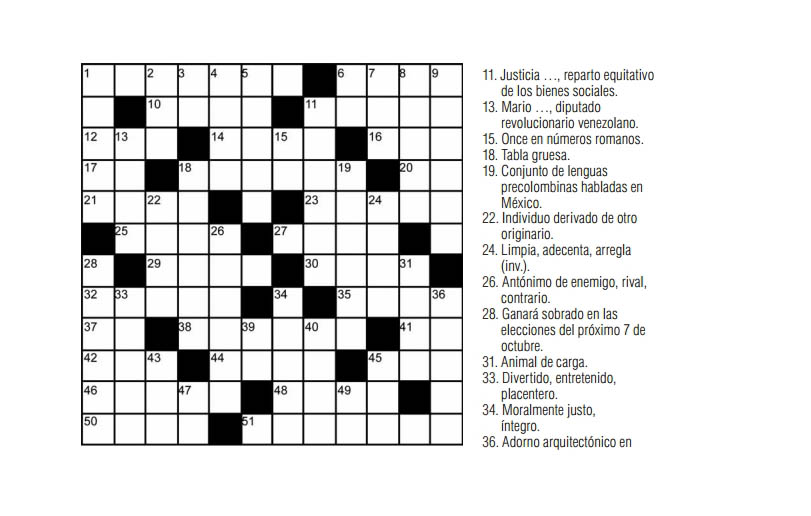 1 2 3 4 5 6 7 8 9
10 11
12 13 14 15 16
17 18 19 20
21 22 23 24
25 26 27
28 29 30 31
32 33 34 35 36
37 38 39 40 41
42 43 44 45
46 47 48 49
50 51
11. Justicia …, reparto equitativo
de los bienes sociales.
13. Mario …, diputado
revolucionario venezolano.
15. Once en números romanos.
18. Tabla gruesa.
19. Conjunto de lenguas
precolombinas habladas en
México.
22. Individuo derivado de otro
originario.
24. Limpia, adecenta, arregla
(inv.).
26. Antónimo de enemigo, rival,
contrario.
28. Ganará sobrado en las
elecciones del próximo 7 de
octubre.
31. Animal de carga.
33. Divertido, entretenido,
placentero.
34. Moralmente justo,
íntegro.
36. Adorno arquitectónico en